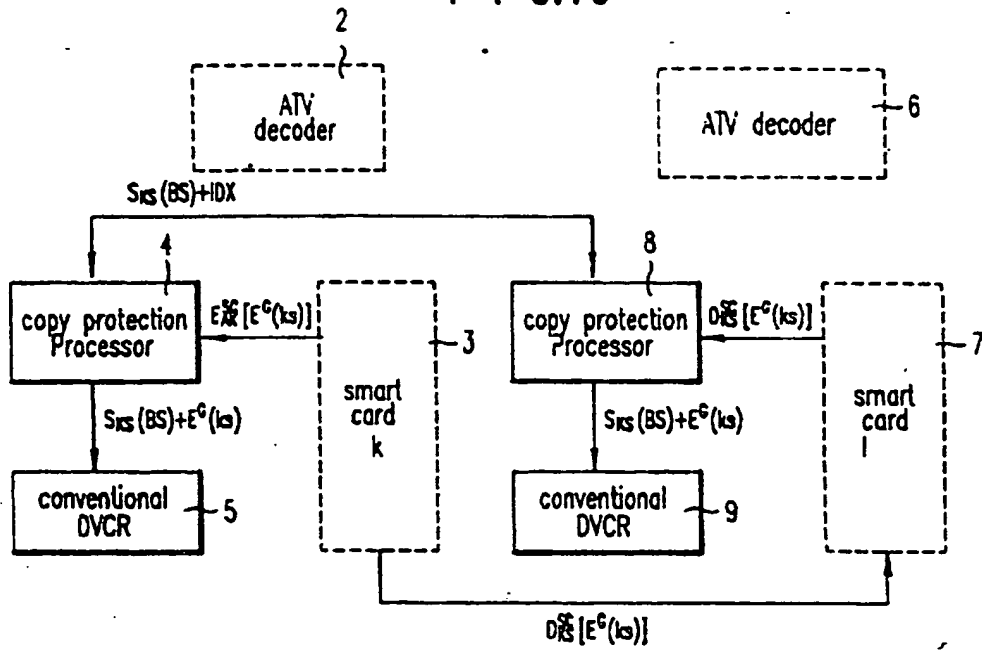 2
ATV
decoder
ATV decoder
6
SKS(BS)+IDX
4
8
copy protection
Processor
copy protection
Processor
3
7
smart
card
k
smart
card
l
SKS(BS)+E^G(ks)
SKS(BS)+E^G(ks)
conventional
DVCR
5
conventional
DVCR
9